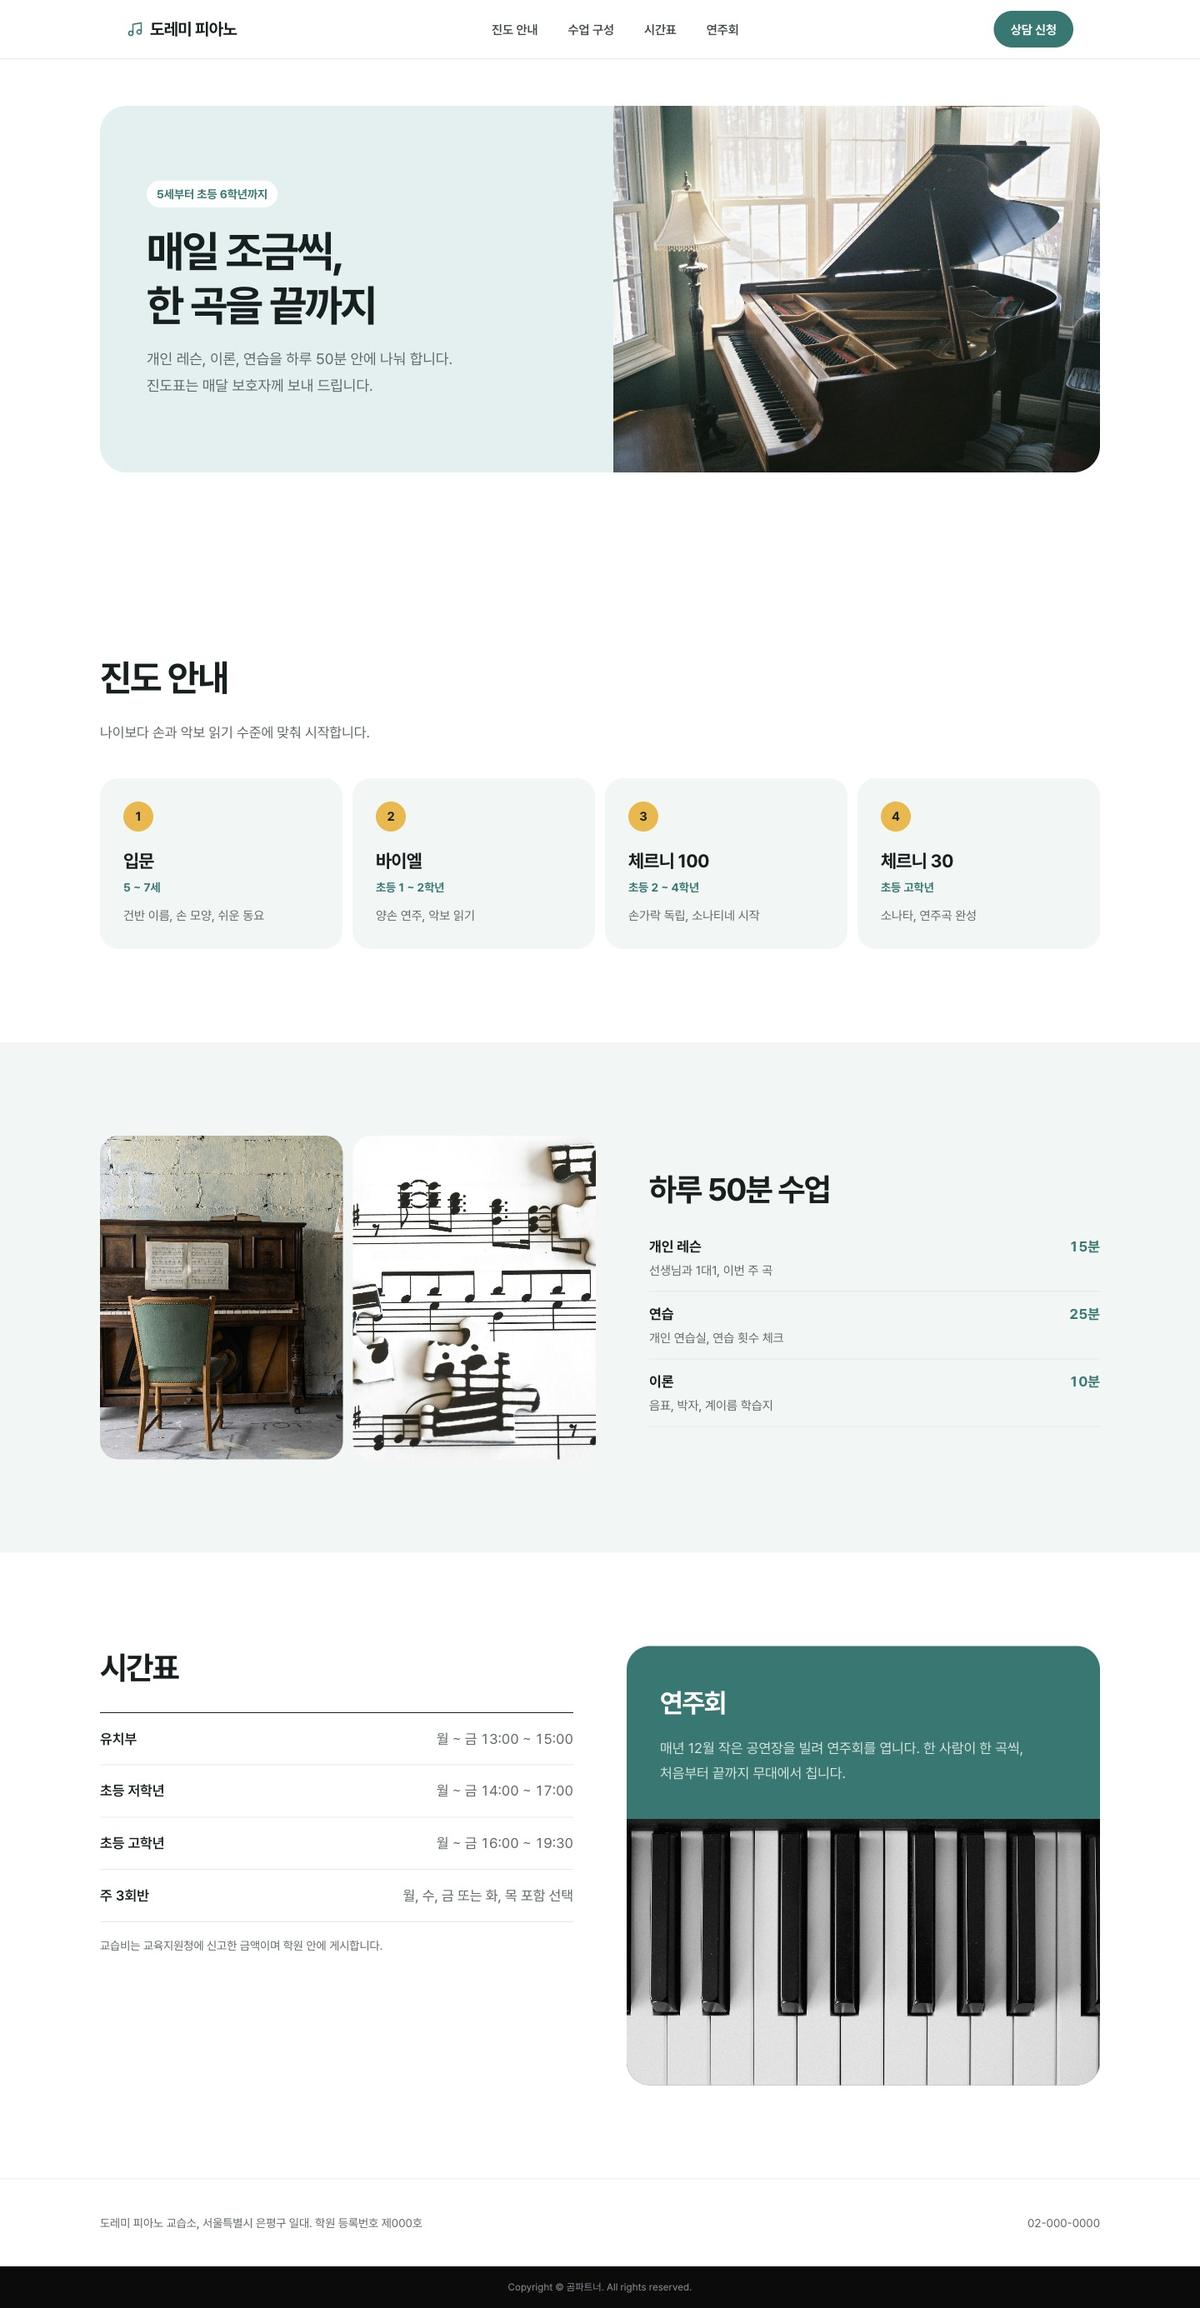 도레미 피아노
진도 안내
수업 구성
시간표
연주회
상담 신청
5세부터 초등 6학년까지
매일 조금씩,
한 곡을 끝까지
개인 레슨, 이론, 연습을 하루 50분 안에 나눠 합니다.
진도표는 매달 보호자께 보내 드립니다.
진도 안내
나이보다 손과 악보 읽기 수준에 맞춰 시작합니다.
1
입문
5 ~ 7세
건반 이름, 손 모양, 쉬운 동요
2
바이엘
초등 1 ~ 2학년
양손 연주, 악보 읽기
3
체르니 100
초등 2 ~ 4학년
손가락 독립, 소나티네 시작
4
체르니 30
초등 고학년
소나타, 연주곡 완성
하루 50분 수업
개인 레슨 15분
선생님과 1대1, 이번 주 곡
연습 25분
개인 연습실, 연습 횟수 체크
이론 10분
음표, 박자, 계이름 학습지
시간표
유치부 월 ~ 금 13:00 ~ 15:00
초등 저학년 월 ~ 금 14:00 ~ 17:00
초등 고학년 월 ~ 금 16:00 ~ 19:30
주 3회반 월, 수, 금 또는 화, 목 포함 선택
교습비는 교육지원청에 신고한 금액이며 학원 안에 게시합니다.
연주회
매년 12월 작은 공연장을 빌려 연주회를 엽니다. 한 사람이 한 곡씩,
처음부터 끝까지 무대에서 칩니다.
도레미 피아노 교습소, 서울특별시 은평구 일대. 학원 등록번호 제000호
02-000-0000
Copyright © 곰파트너. All rights reserved.